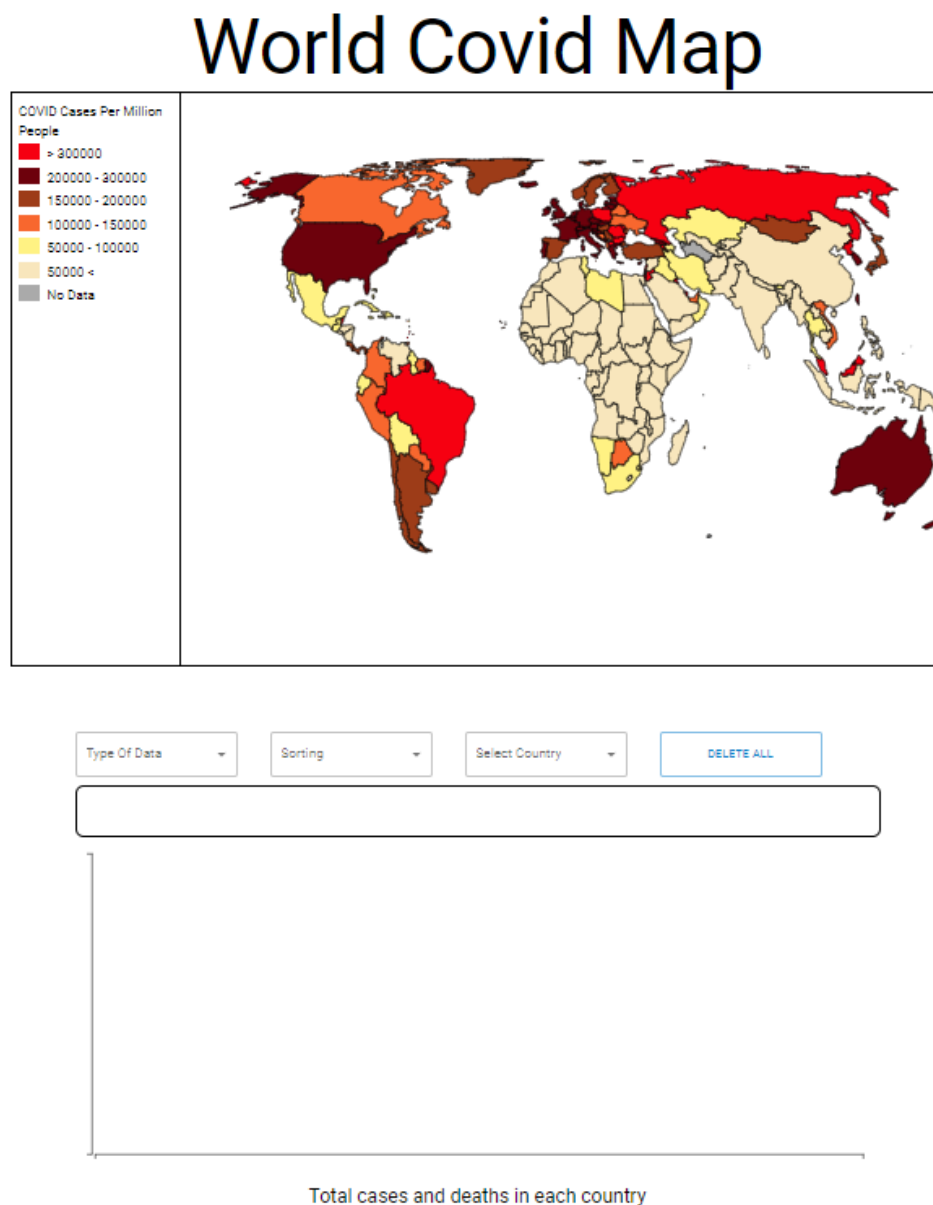 World Covid Map
COVID Cases Per Million
People
> 300000
200000 - 300000
150000 - 200000
100000 - 150000
50000 - 100000
50000 <
No Data
Type Of Data
Sorting
Select Country
DELETE ALL
Total cases and deaths in each country